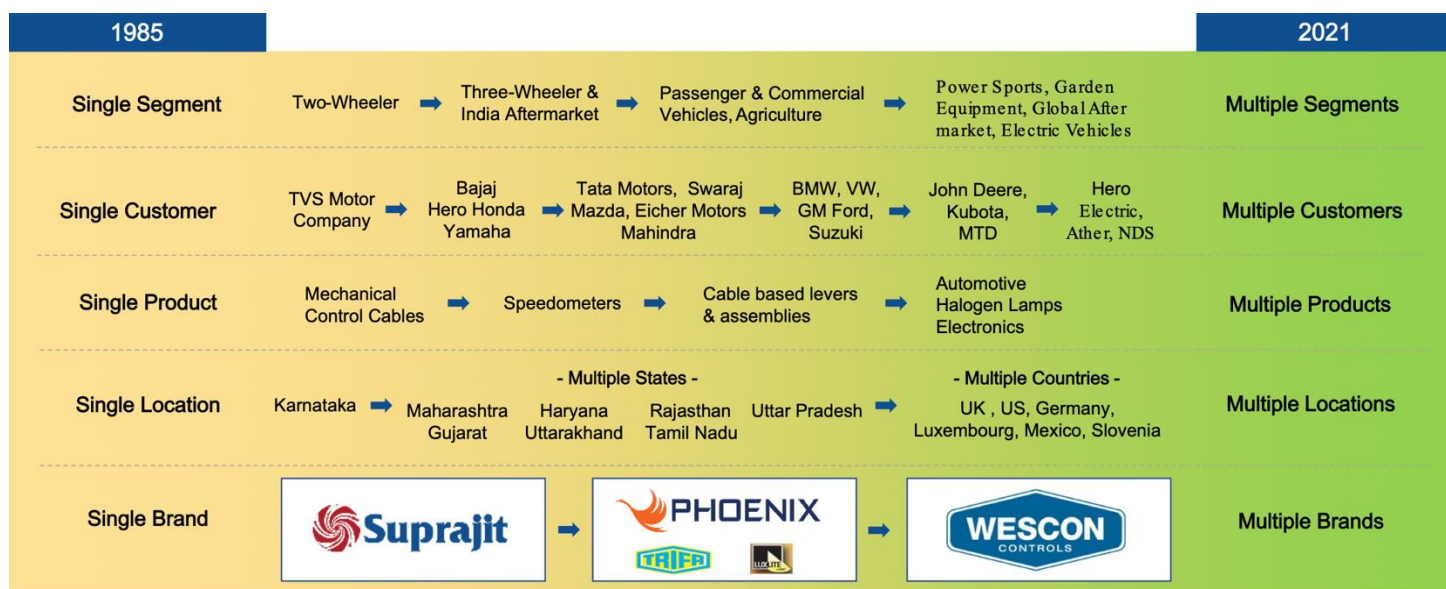 1985
2021
Single Segment
Two-Wheeler
Three-Wheeler &
India Aftermarket
Passenger & Commercial
Vehicles, Agriculture
Power Sports, Garden
Equipment, Global After
market, Electric Vehicles
Multiple Segments
Single Customer
TVS Motor
Company
Bajaj
Hero Honda
Yamaha
Tata Motors, Swaraj
Mazda, Eicher Motors
Mahindra
BMW, VW,
GM Ford,
Suzuki
John Deere,
Kubota,
MTD
Hero
Electric,
Ather, NDS
Multiple Customers
Single Product
Mechanical
Control Cables
Speedometers
Cable based levers
& assemblies
Automotive
Halogen Lamps
Electronics
Multiple Products
Single Location
Karnataka
- Multiple States -
Maharashtra
Gujarat
Haryana
Uttarakhand
Rajasthan
Tamil Nadu
Uttar Pradesh
- Multiple Countries -
UK , US, Germany,
Luxembourg, Mexico, Slovenia
Multiple Locations
Single Brand
Suprajit
PHOENIX
TRIFA
LUXLITE
WESCON
CONTROLS
Multiple Brands